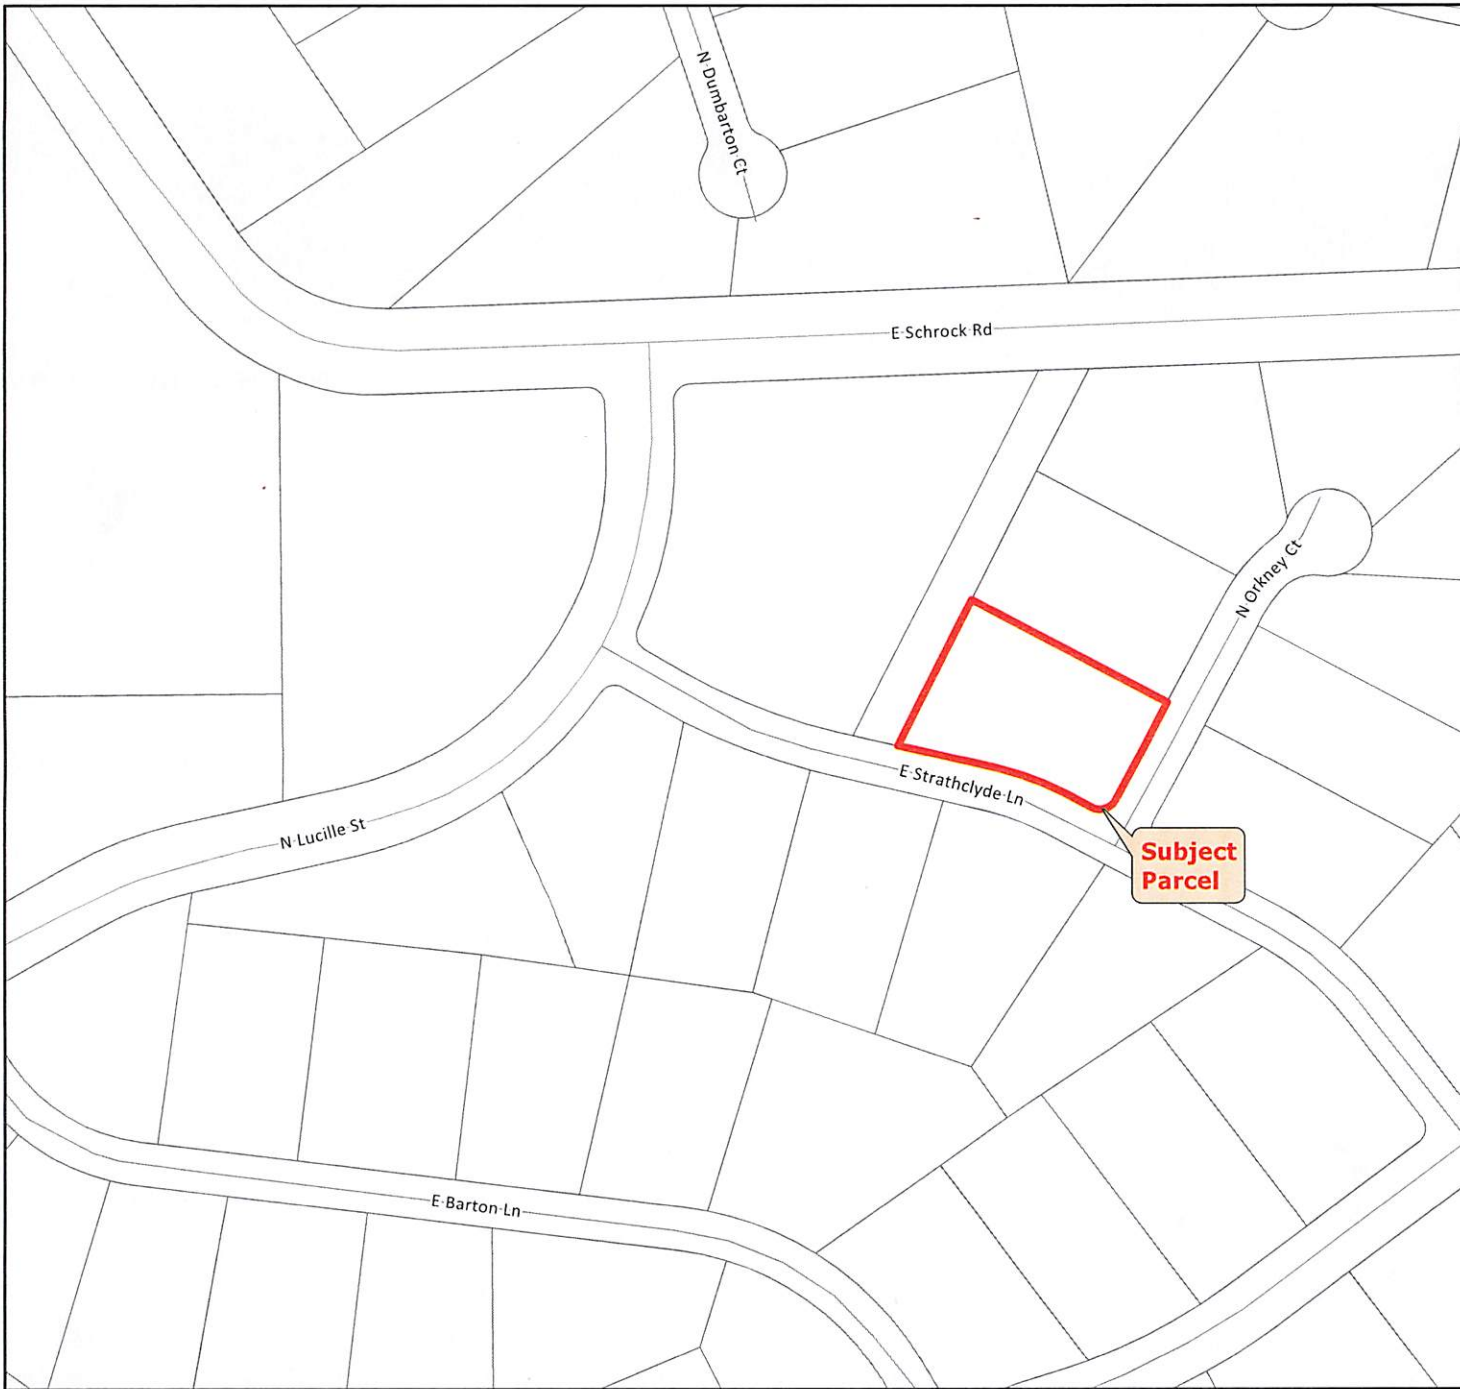 N Dumbarton Ct
E Schrock Rd
N Orkney Ct
E Strathclyde Ln
N Lucille St
Subject
Parcel
E Barton Ln